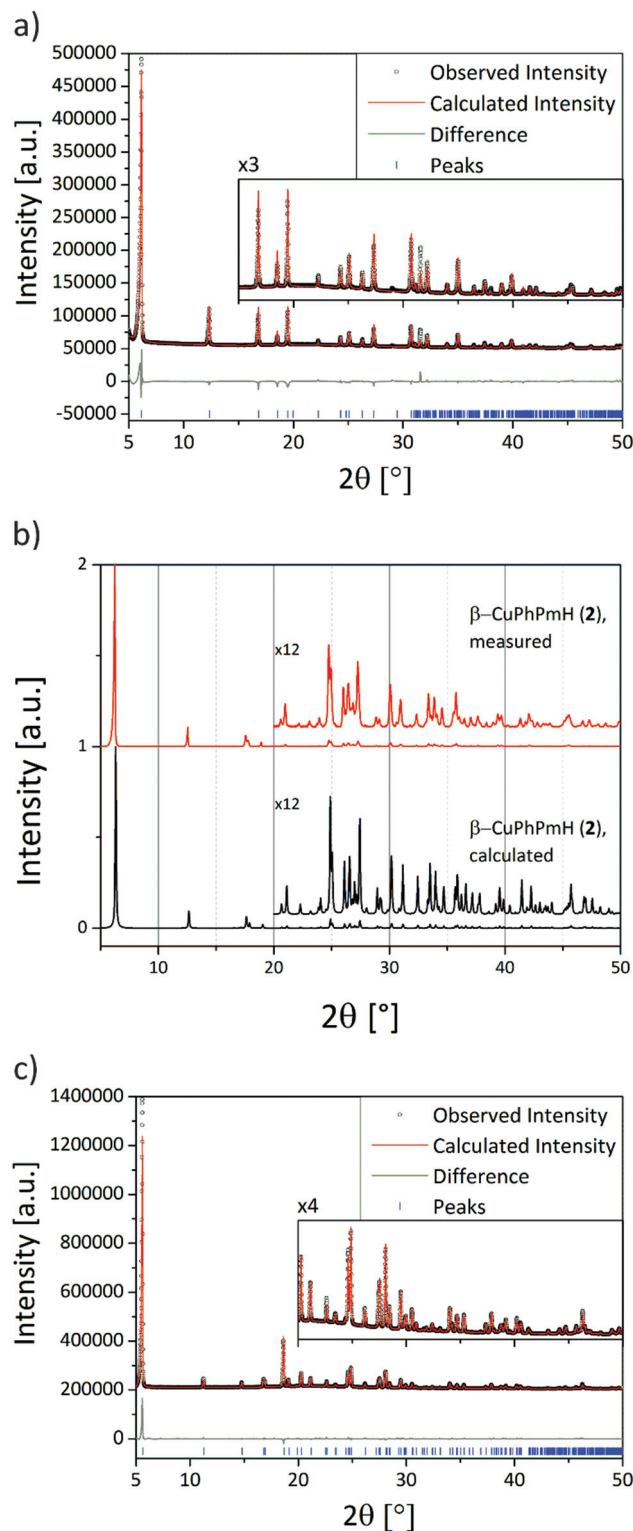 a)
500000
450000
400000
350000
300000
250000
200000
150000
100000
50000
0
-50000
Intensity [a.u.]
Observed Intensity
Calculated Intensity
Difference
Peaks
x3
5 10 20 30 40 50
2θ [°]
b)
2
1
0
Intensity [a.u.]
x12
β–CuPhPmH (2),
measured
x12
β–CuPhPmH (2),
calculated
10 20 30 40 50
2θ [°]
c)
1400000
1200000
1000000
800000
600000
400000
200000
0
Intensity [a.u.]
Observed Intensity
Calculated Intensity
Difference
Peaks
x4
5 10 20 30 40 50
2θ [°]